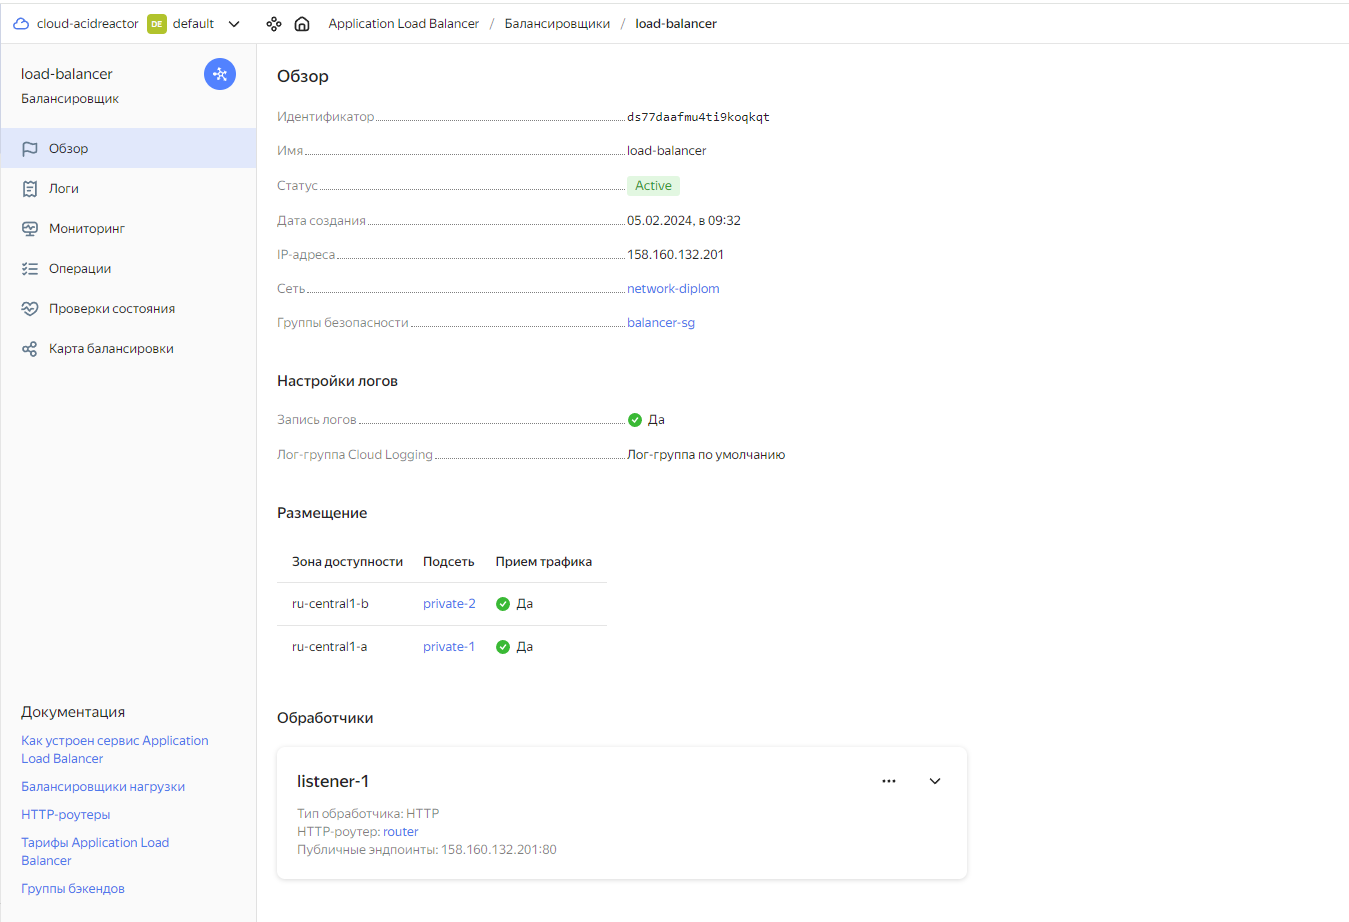 cloud-acidreactor DE default Application Load Balancer / Балансировщики / load-balancer
load-balancer
Балансировщик
Обзор
Логи
Мониторинг
Операции
Проверки состояния
Карта балансировки
Документация
Как устроен сервис Application
Load Balancer
Балансировщики нагрузки
HTTP-роутеры
Тарифы Application Load
Balancer
Группы бэкендов
Обзор
Идентификатор ds77daafmu4ti9koqkqt
Имя load-balancer
Статус Active
Дата создания 05.02.2024, в 09:32
IP-адреса 158.160.132.201
Сеть network-diplom
Группы безопасности balancer-sg
Настройки логов
Запись логов Да
Лог-группа Cloud Logging Лог-группа по умолчанию
Размещение
Зона доступности Подсеть Прием трафика
ru-central1-b private-2 Да
ru-central1-a private-1 Да
Обработчики
listener-1
Тип обработчика: HTTP
HTTP-роутер: router
Публичные эндпоинты: 158.160.132.201:80